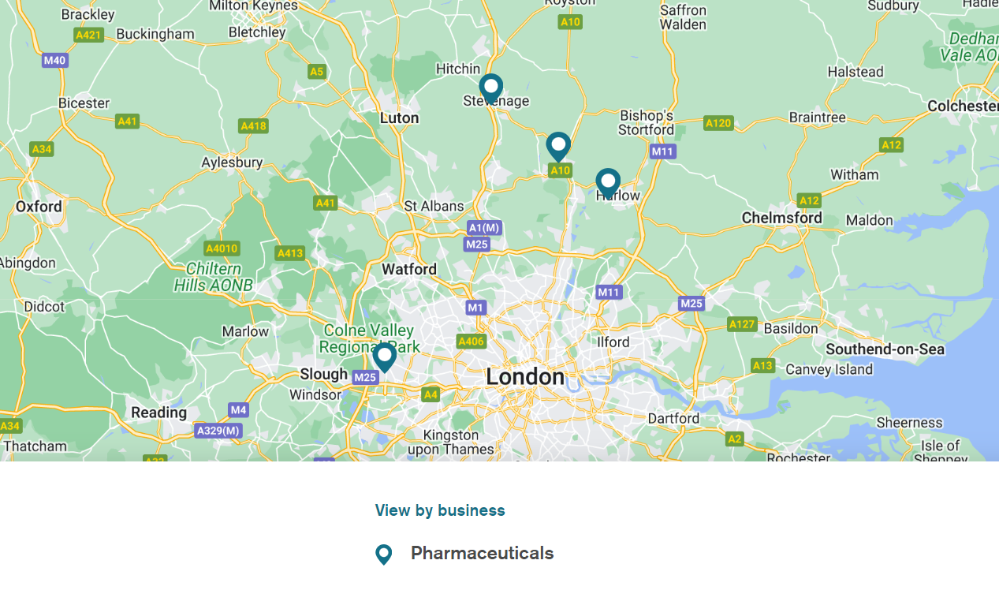 Milton Keynes
Royston
Sudbury
Brackley
Saffron
Walden
A421
Buckingham
Bletchley
A10
Dedham
Vale AO
M40
A5
Hitchin
Halstead
Stevenage
Bicester
Colchester
A41
A418
Luton
Bishop's
Stortford
A120
Braintree
A34
M11
A12
Aylesbury
A10
Witham
Oxford
A41
St Albans
Harlow
A12
Chelmsford
Maldon
A1(M)
M25
A4010
A413
Abingdon
Chiltern
Hills AONB
Watford
Didcot
M1
M11
M25
Marlow
Colne Valley
Regional Park
A406
Ilford
A127
Basildon
Southend-on-Sea
Slough
M25
London
A13
Canvey Island
Windsor
A4
Reading
M4
Dartford
A34
A329(M)
Kingston
upon Thames
A2
Sheerness
Thatcham
Isle of
Sheppey
A33
Rochester
View by business
Pharmaceuticals